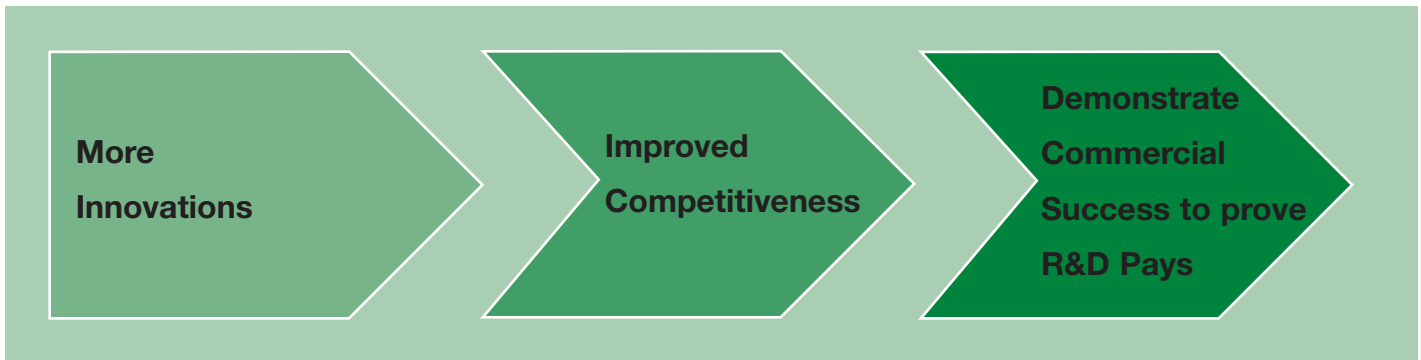 More
Innovations
Improved
Competitiveness
Demonstrate
Commercial
Success to prove
R&D Pays